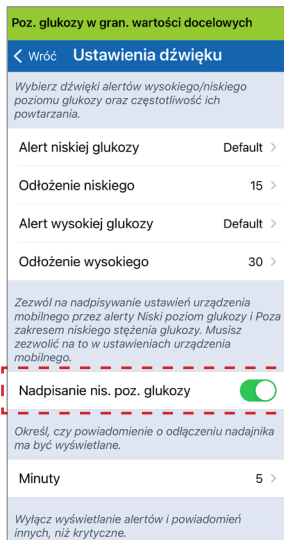 Poz. glukozy w gran. wartości docelowych
Wróć Ustawienia dźwięku
Wybierz dźwięki alertów wysokiego/niskiego
poziomu glukozy oraz częstotliwość ich
powtarzania.
Alert niskiej glukozy Default
Odłożenie niskiego 15
Alert wysokiej glukozy Default
Odłożenie wysokiego 30
Zezwól na nadpisywanie ustawień urządzenia
mobilnego przez alerty Niski poziom glukozy i Poza
zakresem niskiego stężenia glukozy. Musisz
zezwolić na to w ustawieniach urządzenia
mobilnego.
Nadpisanie nis. poz. glukozy
Określ, czy powiadomienie o odłączeniu nadajnika
ma być wyświetlane.
Minuty 5
Wyłącz wyświetlanie alertów i powiadomień
innych, niż krytyczne.